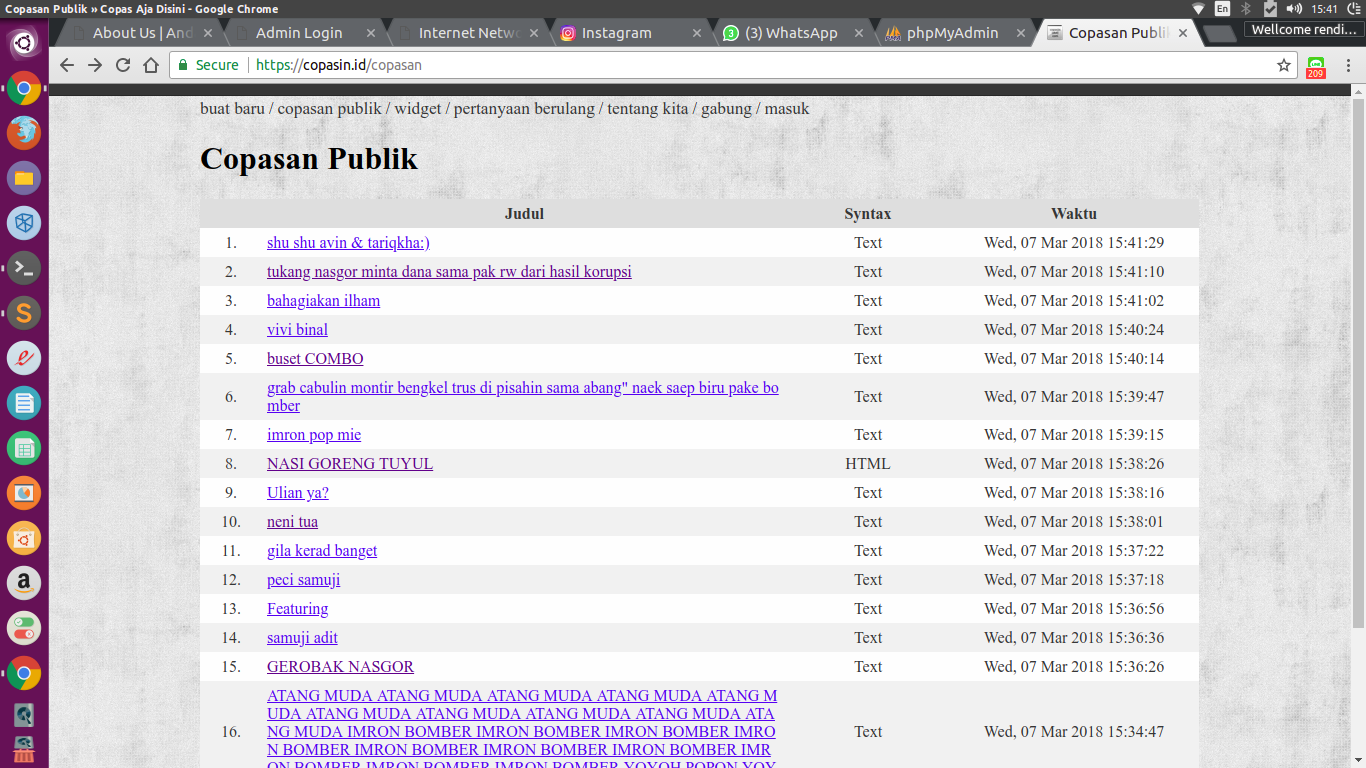 Copasan Publik » Copas Aja Disini - Google Chrome
En
15:41
About Us | And
Admin Login
Internet Netwo
Instagram
3
(3) WhatsApp
phpMyAdmin
Copasan Publi
Wellcome rendi...
Secure
https://copasin.id/copasan
209
buat baru / copasan publik / widget / pertanyaan berulang / tentang kita / gabung / masuk
Copasan Publik
Judul Syntax Waktu
1. shu shu avin & tariqkha:) Text Wed, 07 Mar 2018 15:41:29
2. tukang nasgor minta dana sama pak rw dari hasil korupsi Text Wed, 07 Mar 2018 15:41:10
3. bahagiakan ilham Text Wed, 07 Mar 2018 15:41:02
4. vivi binal Text Wed, 07 Mar 2018 15:40:24
5. buset COMBO Text Wed, 07 Mar 2018 15:40:14
6. grab cabulin montir bengkel trus di pisahin sama abang" naek saep biru pake bo
mber Text Wed, 07 Mar 2018 15:39:47
7. imron pop mie Text Wed, 07 Mar 2018 15:39:15
8. NASI GORENG TUYUL HTML Wed, 07 Mar 2018 15:38:26
9. Ulian ya? Text Wed, 07 Mar 2018 15:38:16
10. neni tua Text Wed, 07 Mar 2018 15:38:01
11. gila kerad banget Text Wed, 07 Mar 2018 15:37:22
12. peci samuji Text Wed, 07 Mar 2018 15:37:18
13. Featuring Text Wed, 07 Mar 2018 15:36:56
14. samuji adit Text Wed, 07 Mar 2018 15:36:36
15. GEROBAK NASGOR Text Wed, 07 Mar 2018 15:36:26
ATANG MUDA ATANG MUDA ATANG MUDA ATANG MUDA ATANG M
UDA ATANG MUDA ATANG MUDA ATANG MUDA ATANG MUDA ATA
16. NG MUDA IMRON BOMBER IMRON BOMBER IMRON BOMBER IMRO Text Wed, 07 Mar 2018 15:34:47
N BOMBER IMRON BOMBER IMRON BOMBER IMRON BOMBER IMR
ON BOMBER IMRON BOMBER IMRON BOMBER YOYOH POPON YOY